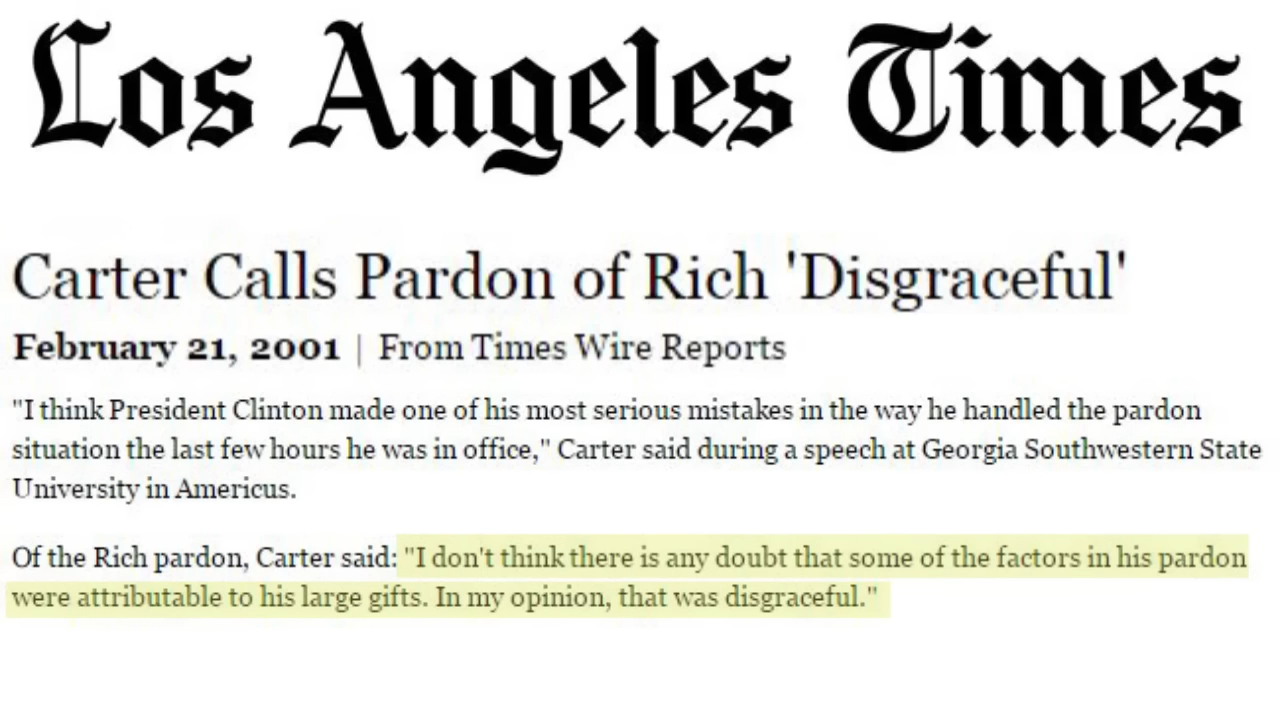 Los Angeles Times
Carter Calls Pardon of Rich 'Disgraceful'
February 21, 2001 | From Times Wire Reports
"I think President Clinton made one of his most serious mistakes in the way he handled the pardon
situation the last few hours he was in office," Carter said during a speech at Georgia Southwestern State
University in Americus.
Of the Rich pardon, Carter said: "I don't think there is any doubt that some of the factors in his pardon
were attributable to his large gifts. In my opinion, that was disgraceful."